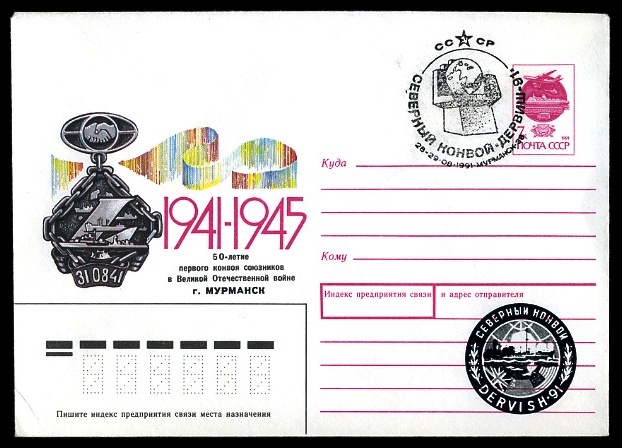 СС СР
СЕВЕРНЫЙ КОНВОЙ · ДЕРВИШ-91.
28-29·08·1991·МУРМАНСК-38
7к
1991
ПОЧТА СССР
Куда
1941-1945
50-летие
первого конвоя союзников
в Великой Отечественной войне
г. МУРМАНСК
31 08 41
Кому
Индекс предприятия связи и адрес отправителя
СЕВЕРНЫЙ КОНВОЙ
DERVISH-91
Пишите индекс предприятия связи места назначения